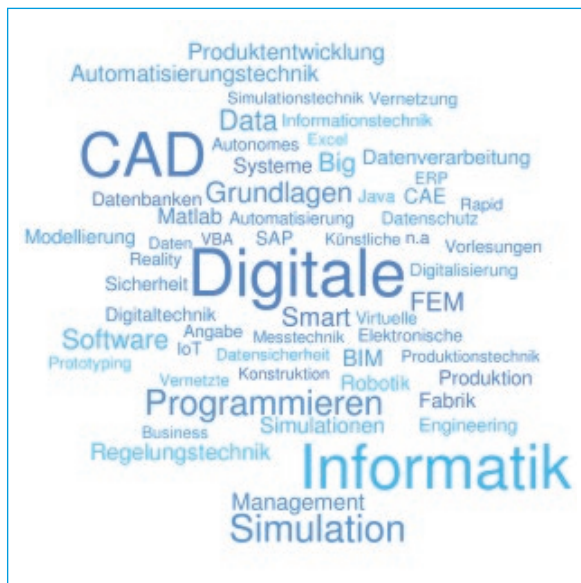 Produktentwicklung
Automatisierungstechnik
Simulationstechnik Vernetzung
Data Informationstechnik
CAD Autonomes Excel
Systeme Big Datenverarbeitung
ERP
Datenbanken Grundlagen Java CAE Rapid
Matlab Automatisierung Datenschutz
Modellierung Daten VBA SAP Künstliche n.a Vorlesungen
Reality
Sicherheit Digitale Digitalisierung
FEM
Digitaltechnik Smart Virtuelle
Software Angabe Messtechnik Elektronische
IoT
Prototyping Datensicherheit BIM Produktionstechnik
Vernetzte Konstruktion Robotik Produktion
Programmieren Fabrik
Business Simulationen Engineering
Regelungstechnik
Informatik
Management
Simulation